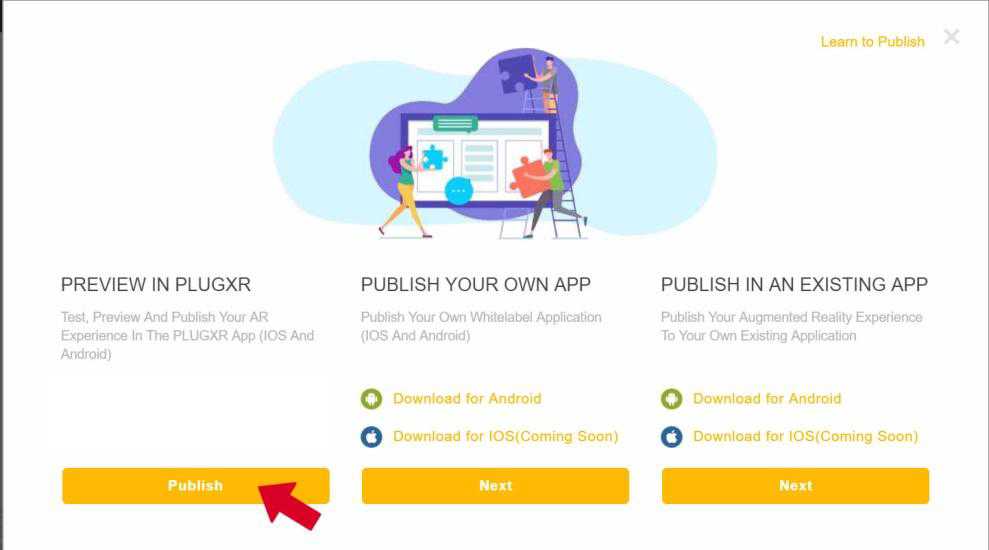 Learn to Publish
PREVIEW IN PLUGXR
Test, Preview And Publish Your AR
Experience In The PLUGXR App (IOS And
Android)
Publish
PUBLISH YOUR OWN APP
Publish Your Own Whitelabel Application
(IOS And Android)
Download for Android
Download for IOS(Coming Soon)
Next
PUBLISH IN AN EXISTING APP
Publish Your Augmented Reality Experience
To Your Own Existing Application
Download for Android
Download for IOS(Coming Soon)
Next